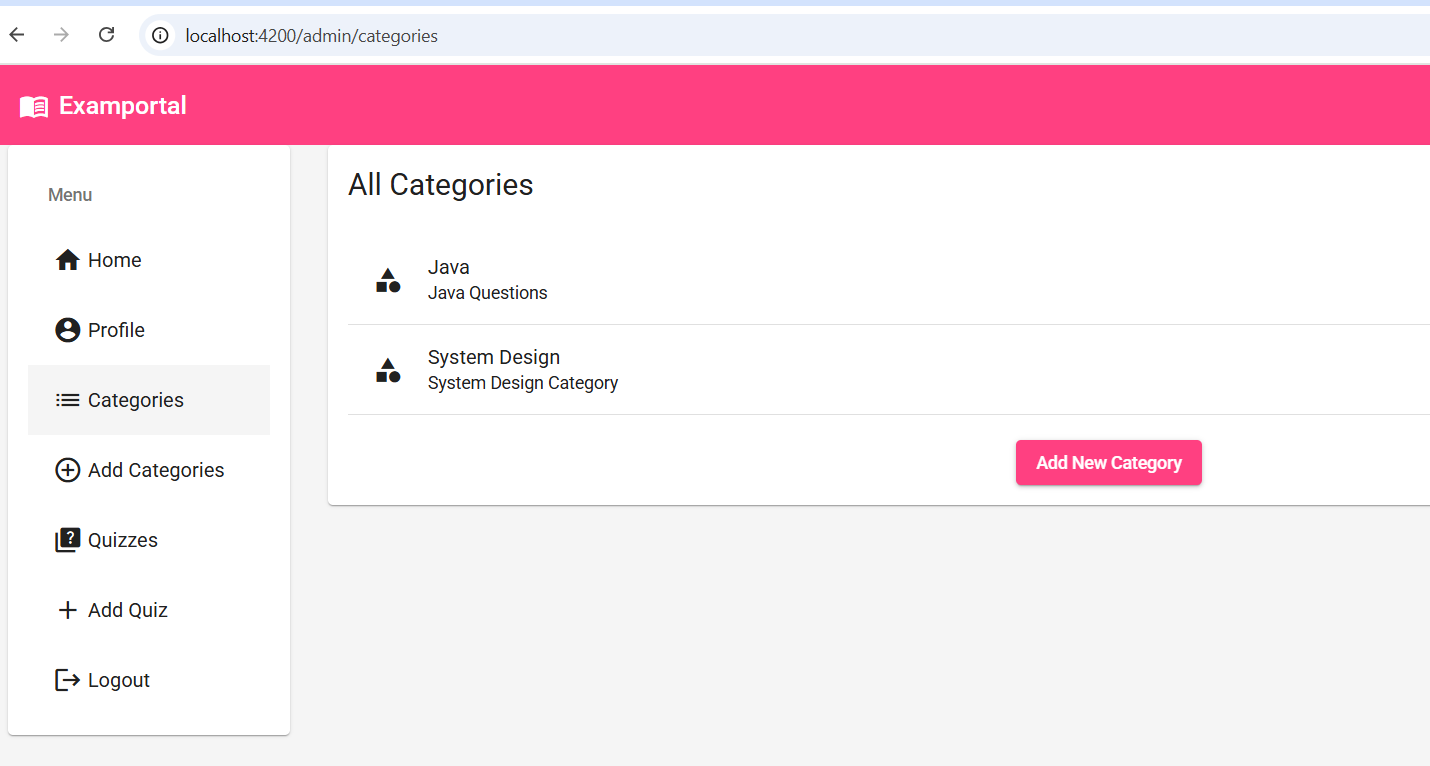 localhost:4200/admin/categories
Examportal
Menu
Home
Profile
Categories
Add Categories
Quizzes
Add Quiz
Logout
All Categories
Java
Java Questions
System Design
System Design Category
Add New Category